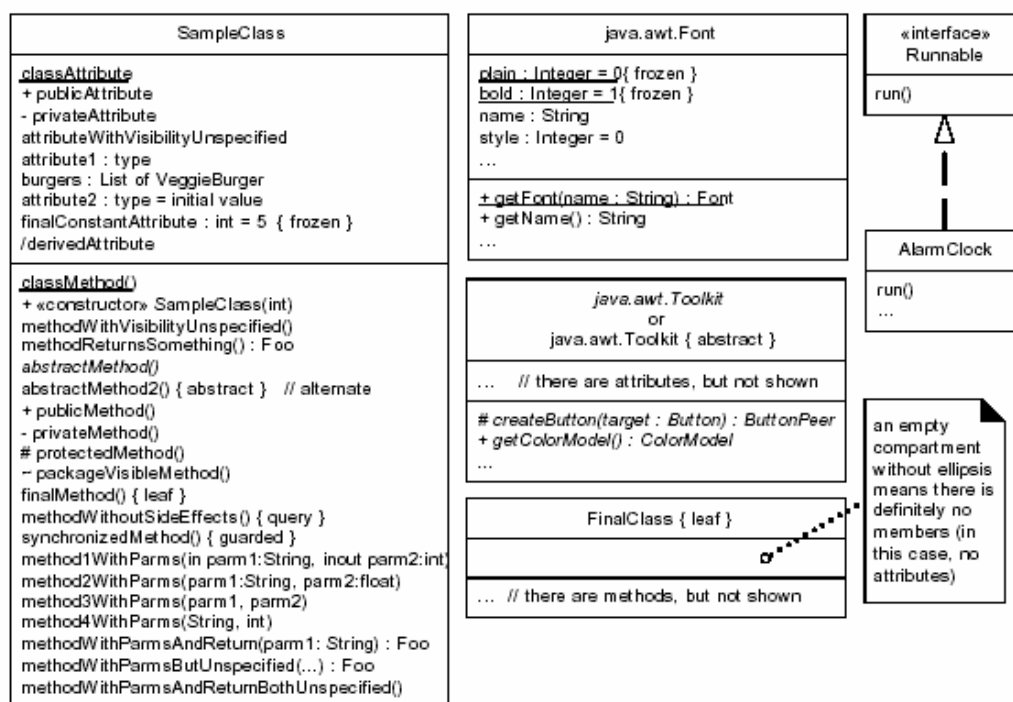 SampleClass
classAttribute
+ publicAttribute
- privateAttribute
attributeWithVisibilityUnspecified
attribute1 : type
burgers : List of VeggieBurger
attribute2 : type = initial value
finalConstantAttribute : int = 5 { frozen }
/derivedAttribute
classMethod()
+ «constructor» SampleClass(int)
methodWithVisibilityUnspecified()
methodReturnsSomething() : Foo
abstractMethod()
abstractMethod2() { abstract } // alternate
+ publicMethod()
- privateMethod()
# protectedMethod()
~ packageVisibleMethod()
finalMethod() { leaf }
methodWithoutSideEffects() { query }
synchronizedMethod() { guarded }
method1WithParms(in parm1:String, inout parm2:int)
method2WithParms(parm1:String, parm2:float)
method3WithParms(parm1, parm2)
method4WithParms(String, int)
methodWithParmsAndReturn(parm1: String) : Foo
methodWithParmsButUnspecified(...) : Foo
methodWithParmsAndReturnBothUnspecified()
java.awt.Font
plain : Integer = 0{ frozen }
bold : Integer = 1{ frozen }
name : String
style : Integer = 0
...
+ getFont(name : String) : Font
+ getName() : String
...
java.awt.Toolkit
or
java.awt.Toolkit { abstract }
... // there are attributes, but not shown
# createButton(target : Button) : ButtonPeer
+ getColorModel() : ColorModel
...
FinalClass { leaf }
... // there are methods, but not shown
«interface»
Runnable
run()
AlarmClock
run()
...
an empty
compartment
without ellipsis
means there is
definitely no
members (in
this case, no
attributes)